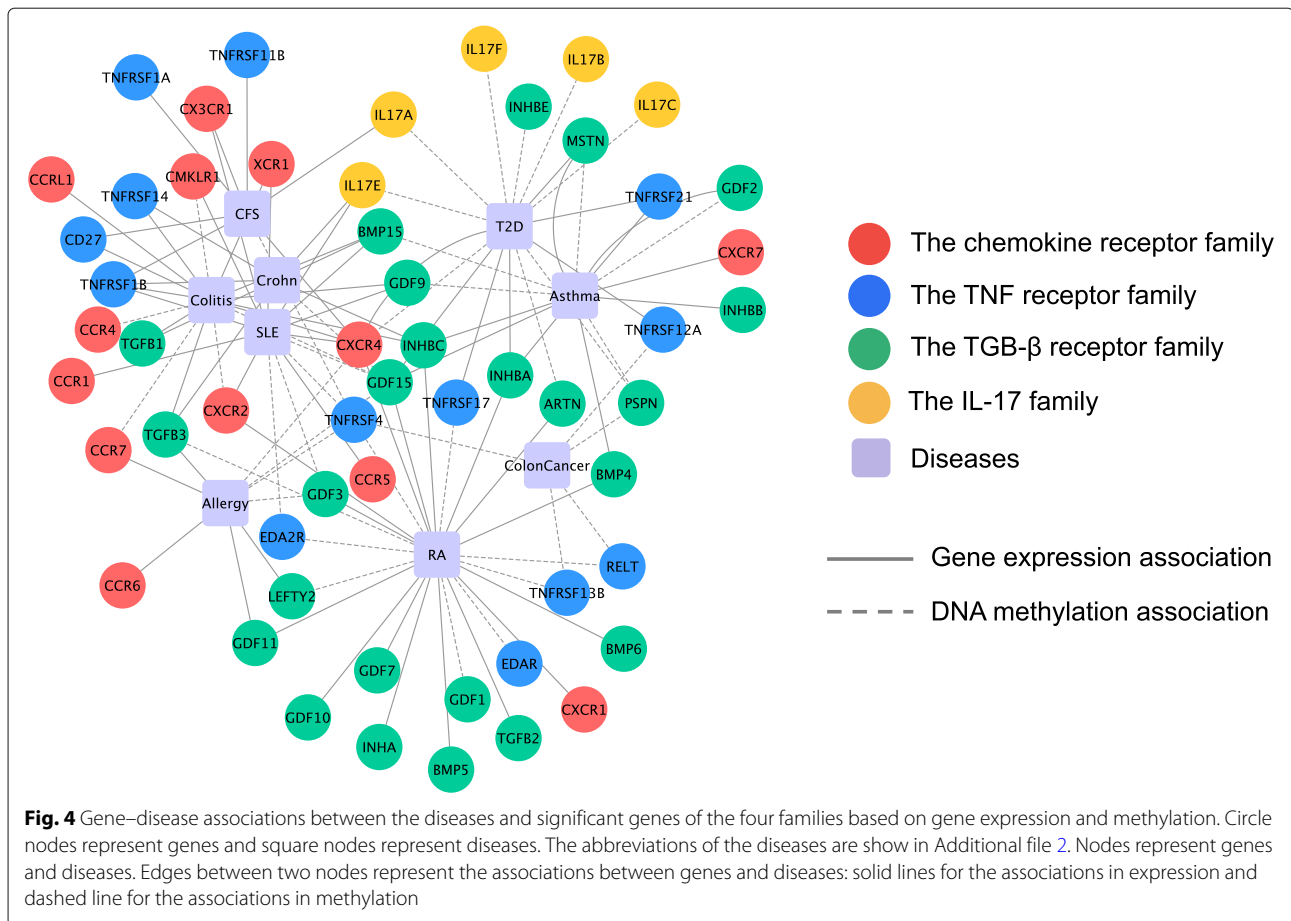 TNFRSF11B
TNFRSF1A
CX3CR1
IL17F
IL17B
IL17C
INHBE
IL17A
MSTN
XCR1
CMKLR1
CCRL1
TNFRSF14
IL17E
TNFRSF21
GDF2
CFS
T2D
BMP15
CD27
CXCR7
Crohn
GDF9
TNFRSF1B
Colitis
Asthma
INHBB
CCR4
SLE
TNFRSF12A
TGFB1
CXCR4
INHBC
CCR1
GDF15
INHBA
TNFRSF17
ARTN
PSPN
CXCR2
TNFRSF4
TGFB3
CCR7
ColonCancer
CCR5
BMP4
GDF3
Allergy
EDA2R
RA
RELT
CCR6
LEFTY2
TNFRSF13B
GDF11
BMP6
EDAR
GDF7
GDF1
CXCR1
GDF10
TGFB2
INHA
BMP5
The chemokine receptor family
The TNF receptor family
The TGB-β receptor family
The IL-17 family
Diseases
Gene expression association
DNA methylation association
Fig. 4 Gene–disease associations between the diseases and significant genes of the four families based on gene expression and methylation. Circle
nodes represent genes and square nodes represent diseases. The abbreviations of the diseases are show in Additional file 2. Nodes represent genes
and diseases. Edges between two nodes represent the associations between genes and diseases: solid lines for the associations in expression and
dashed line for the associations in methylation